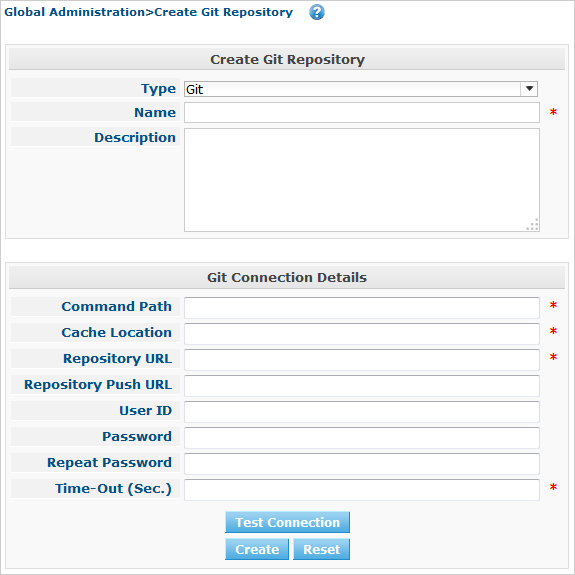 Global Administration>Create Git Repository ?
Create Git Repository
Type Git
Name *
Description
Git Connection Details
Command Path *
Cache Location *
Repository URL *
Repository Push URL
User ID
Password
Repeat Password
Time-Out (Sec.) *
Test Connection
Create Reset